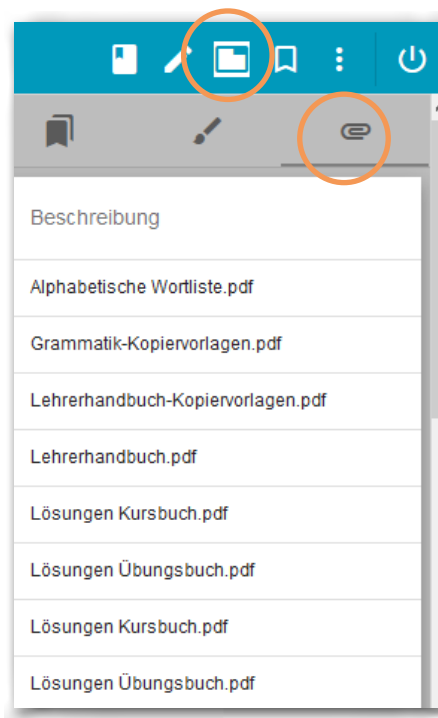 Beschreibung
Alphabetische Wortliste.pdf
Grammatik-Kopiervorlagen.pdf
Lehrerhandbuch-Kopiervorlagen.pdf
Lehrerhandbuch.pdf
Lösungen Kursbuch.pdf
Lösungen Übungsbuch.pdf
Lösungen Kursbuch.pdf
Lösungen Übungsbuch.pdf